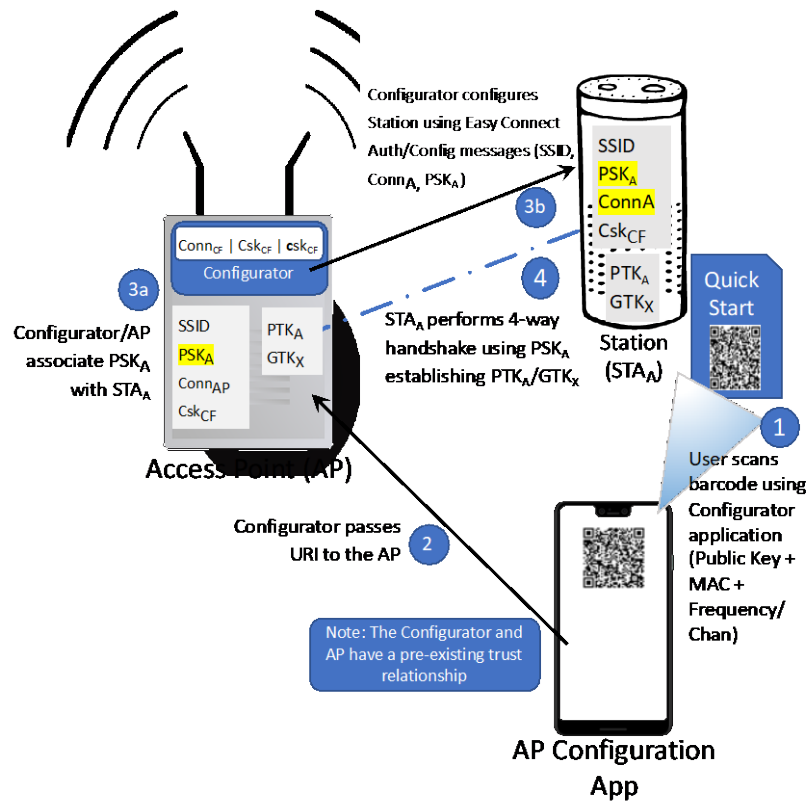 Configurator configures
Station using Easy Connect
Auth/Config messages (SSID,
ConnA, PSKA)
3b
SSID
PSKA
ConnA
CskCF
PTKA
GTKX
Station
(STAA)
Quick
Start
ConnCF | CskCF | cskCF
Configurator
3a
Configurator/AP
associate PSKA
with STAA
SSID
PSKA
ConnAP
CskCF
PTKA
GTKX
Access Point (AP)
4
STAA performs 4-way
handshake using PSKA
establishing PTKA/GTKX
1
User scans
barcode using
Configurator
application
(Public Key +
MAC +
Frequency/
Chan)
Configurator passes
URI to the AP
2
Note: The Configurator and
AP have a pre-existing trust
relationship
AP Configuration
App